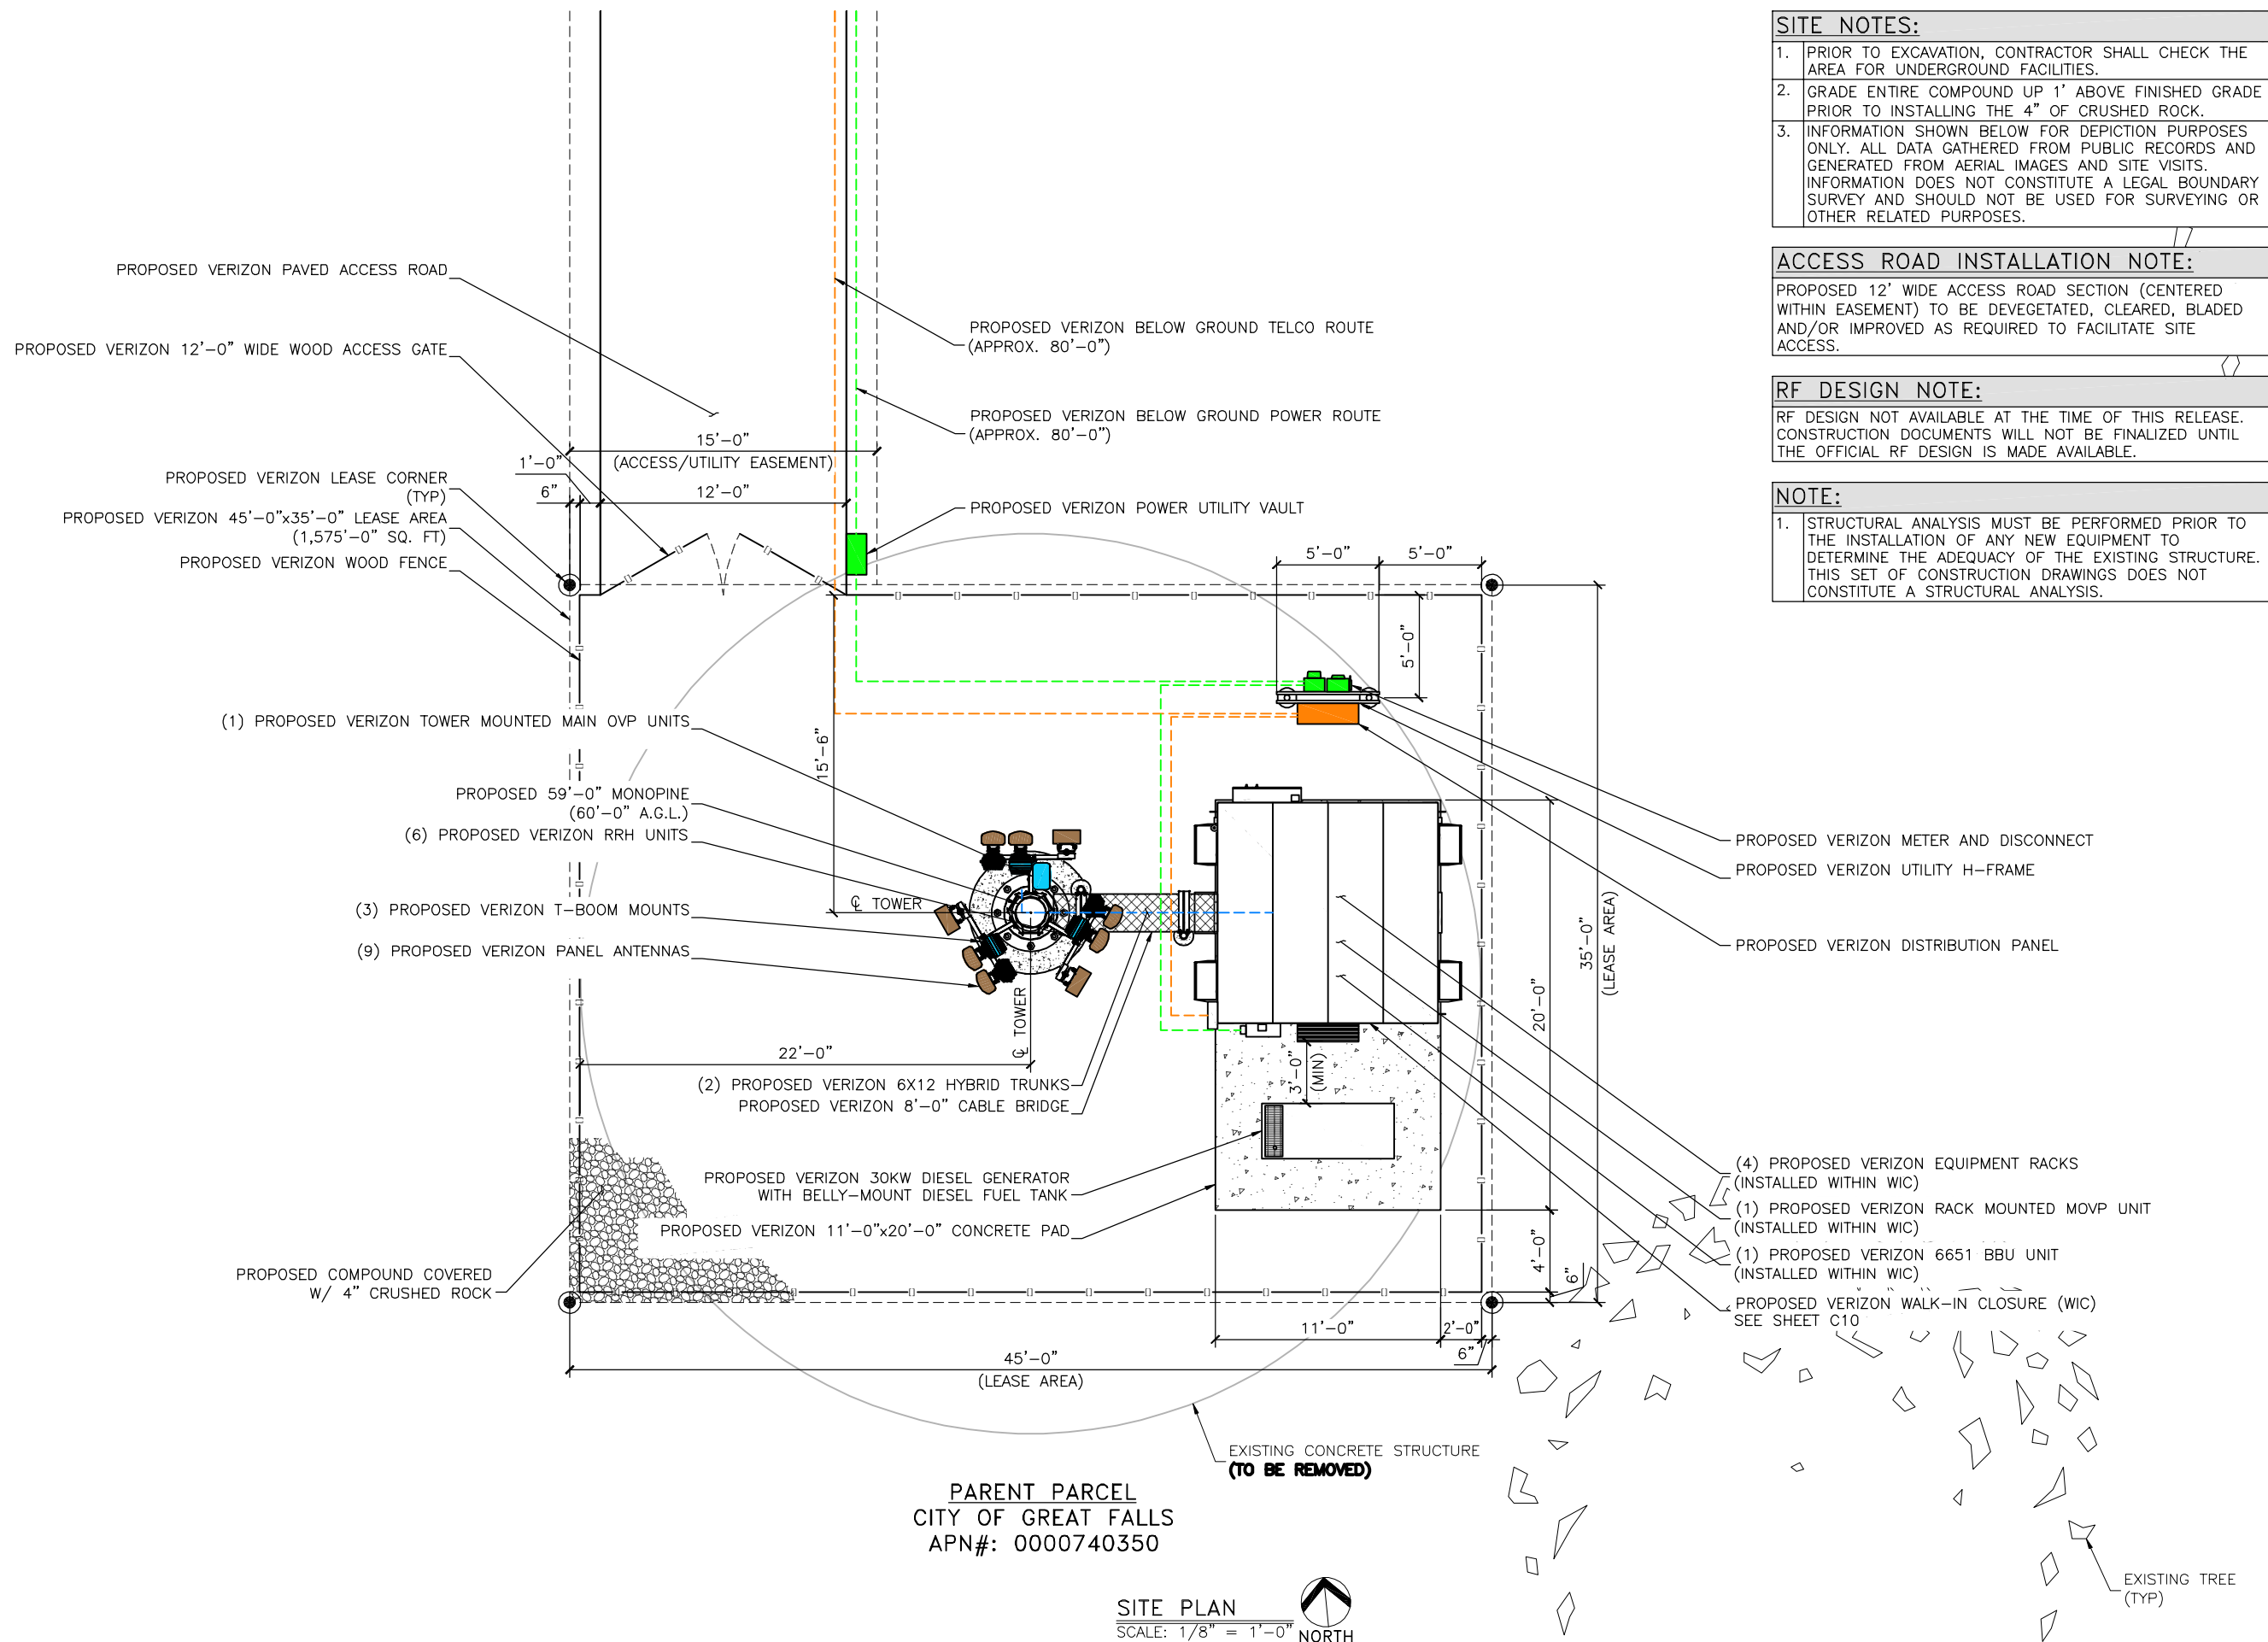 SITE NOTES:
1. PRIOR TO EXCAVATION, CONTRACTOR SHALL CHECK THE
AREA FOR UNDERGROUND FACILITIES.
2. GRADE ENTIRE COMPOUND UP 1' ABOVE FINISHED GRADE
PRIOR TO INSTALLING THE 4" OF CRUSHED ROCK.
3. INFORMATION SHOWN BELOW FOR DEPICTION PURPOSES
ONLY. ALL DATA GATHERED FROM PUBLIC RECORDS AND
GENERATED FROM AERIAL IMAGES AND SITE VISITS.
INFORMATION DOES NOT CONSTITUTE A LEGAL BOUNDARY
SURVEY AND SHOULD NOT BE USED FOR SURVEYING OR
OTHER RELATED PURPOSES.
ACCESS ROAD INSTALLATION NOTE:
PROPOSED 12' WIDE ACCESS ROAD SECTION (CENTERED
WITHIN EASEMENT) TO BE DEVEGETATED, CLEARED, BLADED
AND/OR IMPROVED AS REQUIRED TO FACILITATE SITE
ACCESS.
RF DESIGN NOTE:
RF DESIGN NOT AVAILABLE AT THE TIME OF THIS RELEASE.
CONSTRUCTION DOCUMENTS WILL NOT BE FINALIZED UNTIL
THE OFFICIAL RF DESIGN IS MADE AVAILABLE.
NOTE:
1. STRUCTURAL ANALYSIS MUST BE PERFORMED PRIOR TO
THE INSTALLATION OF ANY NEW EQUIPMENT TO
DETERMINE THE ADEQUACY OF THE EXISTING STRUCTURE.
THIS SET OF CONSTRUCTION DRAWINGS DOES NOT
CONSTITUTE A STRUCTURAL ANALYSIS.
PROPOSED VERIZON PAVED ACCESS ROAD
PROPOSED VERIZON 12'-0" WIDE WOOD ACCESS GATE
PROPOSED VERIZON LEASE CORNER
(TYP)
PROPOSED VERIZON 45'-0"x35'-0" LEASE AREA
(1,575'-0" SQ. FT)
PROPOSED VERIZON WOOD FENCE
15'-0"
(ACCESS/UTILITY EASEMENT)
1'-0"
6"
12'-0"
PROPOSED VERIZON BELOW GROUND TELCO ROUTE
(APPROX. 80'-0")
PROPOSED VERIZON BELOW GROUND POWER ROUTE
(APPROX. 80'-0")
PROPOSED VERIZON POWER UTILITY VAULT
5'-0"
5'-0"
5'-0"
15'-6"
(1) PROPOSED VERIZON TOWER MOUNTED MAIN OVP UNITS
PROPOSED 59'-0" MONOPINE
(60'-0" A.G.L.)
(6) PROPOSED VERIZON RRH UNITS
(3) PROPOSED VERIZON T-BOOM MOUNTS
(9) PROPOSED VERIZON PANEL ANTENNAS
℄ TOWER
℄ TOWER
22'-0"
(2) PROPOSED VERIZON 6X12 HYBRID TRUNKS
PROPOSED VERIZON 8'-0" CABLE BRIDGE
3'-0"
(MIN)
PROPOSED VERIZON 30KW DIESEL GENERATOR
WITH BELLY-MOUNT DIESEL FUEL TANK
PROPOSED VERIZON 11'-0"x20'-0" CONCRETE PAD
PROPOSED COMPOUND COVERED
W/ 4" CRUSHED ROCK
PROPOSED VERIZON METER AND DISCONNECT
PROPOSED VERIZON UTILITY H-FRAME
PROPOSED VERIZON DISTRIBUTION PANEL
35'-0"
(LEASE AREA)
20'-0"
4'-0"
6"
(4) PROPOSED VERIZON EQUIPMENT RACKS
(INSTALLED WITHIN WIC)
(1) PROPOSED VERIZON RACK MOUNTED MOVP UNIT
(INSTALLED WITHIN WIC)
(1) PROPOSED VERIZON 6651 BBU UNIT
(INSTALLED WITHIN WIC)
PROPOSED VERIZON WALK-IN CLOSURE (WIC)
SEE SHEET C10
11'-0"
2'-0"
6"
45'-0"
(LEASE AREA)
EXISTING CONCRETE STRUCTURE
(TO BE REMOVED)
PARENT PARCEL
CITY OF GREAT FALLS
APN#: 0000740350
EXISTING TREE
(TYP)
SITE PLAN
SCALE: 1/8" = 1'-0"
NORTH